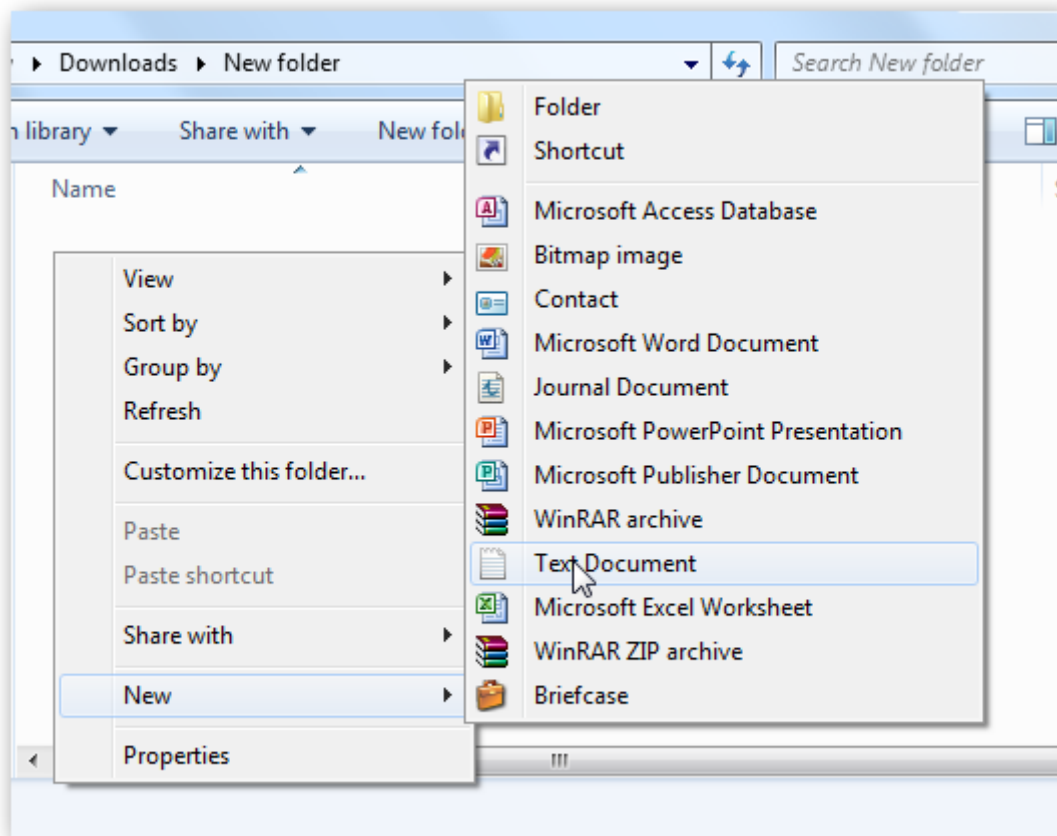 Downloads New folder
Search New folder
library Share with New fol
Name
Folder
Shortcut
Microsoft Access Database
Bitmap image
Contact
Microsoft Word Document
Journal Document
Microsoft PowerPoint Presentation
Microsoft Publisher Document
WinRAR archive
Text Document
Microsoft Excel Worksheet
WinRAR ZIP archive
Briefcase
View
Sort by
Group by
Refresh
Customize this folder...
Paste
Paste shortcut
Share with
New
Properties